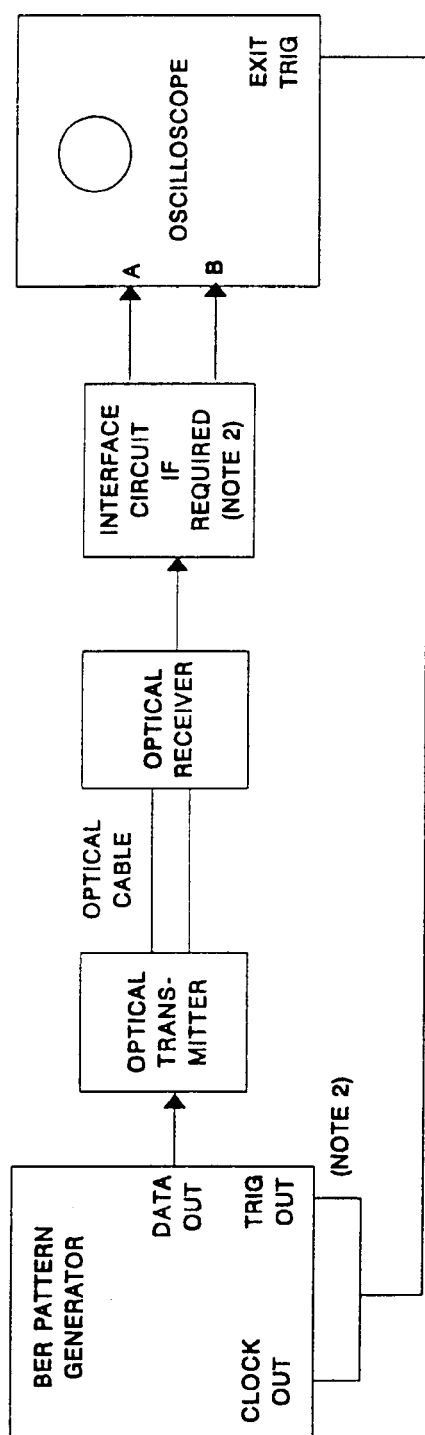 BER PATTERN
GENERATOR
DATA
OUT
CLOCK
OUT
TRIG
OUT
(NOTE 2)
OPTICAL
TRANS-
MITTER
OPTICAL
CABLE
OPTICAL
RECEIVER
INTERFACE
CIRCUIT
IF
REQUIRED
(NOTE 2)
A
B
OSCILLOSCOPE
EXIT
TRIG